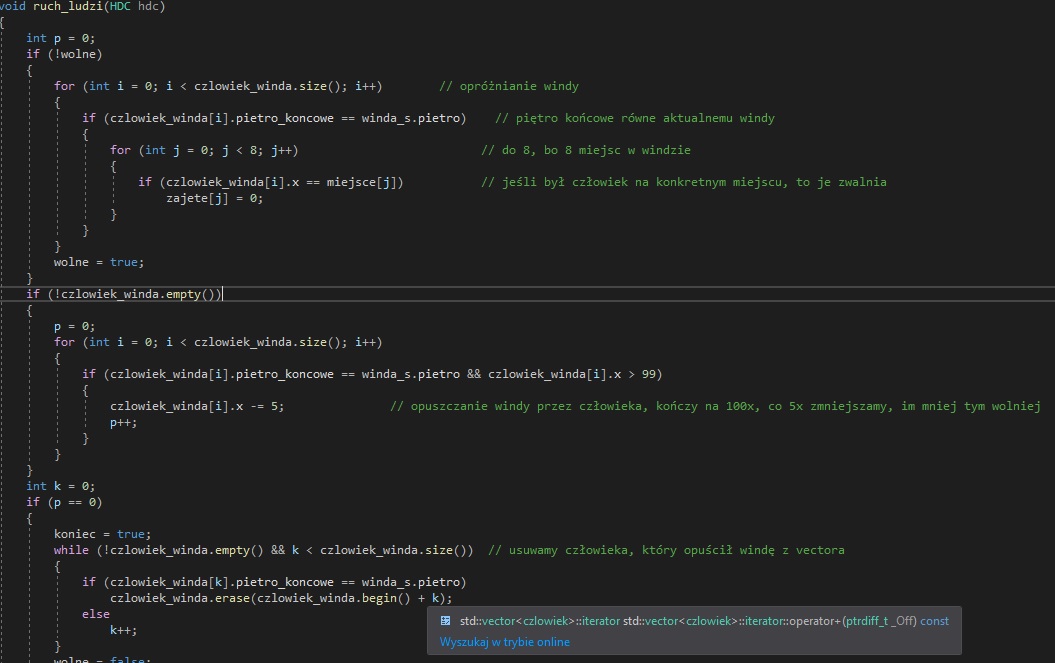 void ruch_ludzi(HDC hdc)
{
int p = 0;
if (!wolne)
{
for (int i = 0; i < czlowiek_winda.size(); i++) // opróżnianie windy
{
if (czlowiek_winda[i].pietro_koncowe == winda_s.pietro) // piętro końcowe równe aktualnemu windy
{
for (int j = 0; j < 8; j++) // do 8, bo 8 miejsc w windzie
{
if (czlowiek_winda[i].x == miejsce[j]) // jeśli był człowiek na konkretnym miejscu, to je zwalnia
zajete[j] = 0;
}
}
}
wolne = true;
}
if (!czlowiek_winda.empty())
{
p = 0;
for (int i = 0; i < czlowiek_winda.size(); i++)
{
if (czlowiek_winda[i].pietro_koncowe == winda_s.pietro && czlowiek_winda[i].x > 99)
{
czlowiek_winda[i].x -= 5; // opuszczanie windy przez człowieka, kończy na 100x, co 5x zmniejszamy, im mniej tym wolniej
p++;
}
}
}
int k = 0;
if (p == 0)
{
koniec = true;
while (!czlowiek_winda.empty() && k < czlowiek_winda.size()) // usuwamy człowieka, który opuścił windę z vectora
{
if (czlowiek_winda[k].pietro_koncowe == winda_s.pietro)
czlowiek_winda.erase(czlowiek_winda.begin() + k);
else
k++;
}
wolne = false;
std::vector<czlowiek>::iterator std::vector<czlowiek>::iterator::operator+(ptrdiff_t _Off) const
Wyszukaj w trybie online